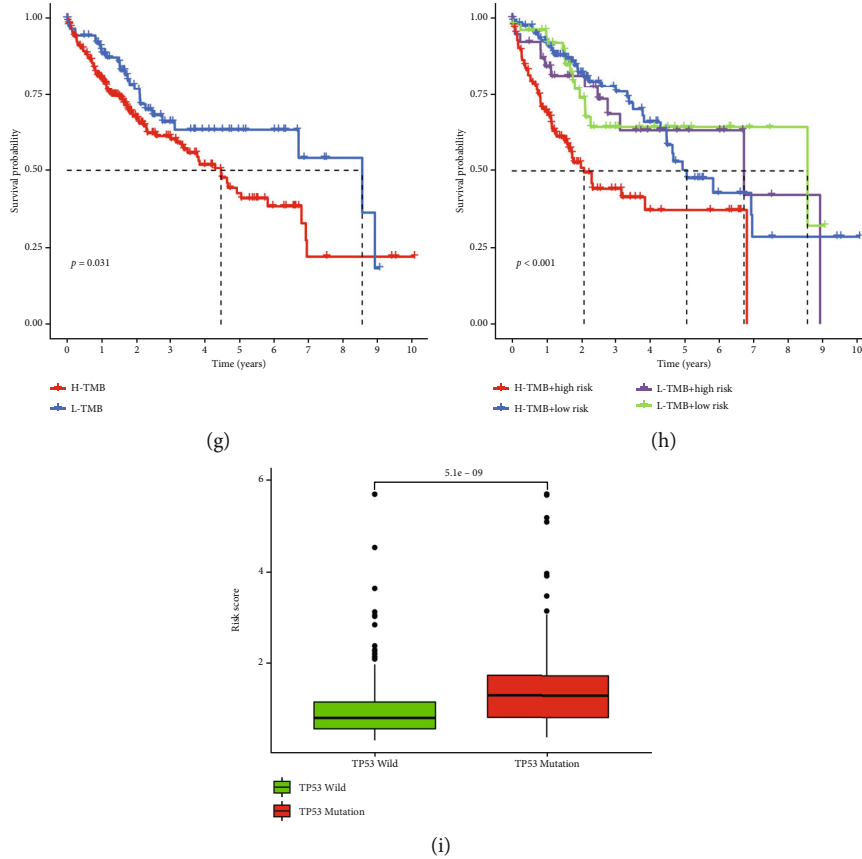 1.00
0.75
0.50
0.25
0.00
Survival probability
p = 0.031
0 1 2 3 4 5 6 7 8 9 10
Time (years)
H-TMB
L-TMB
(g)
1.00
0.75
0.50
0.25
0.00
Survival probability
p < 0.001
0 1 2 3 4 5 6 7 8 9 10
Time (years)
H-TMB+high risk
H-TMB+low risk
L-TMB+high risk
L-TMB+low risk
(h)
6
4
2
Risk score
5.1e – 09
TP53 Wild TP53 Mutation
TP53 Wild
TP53 Mutation
(i)